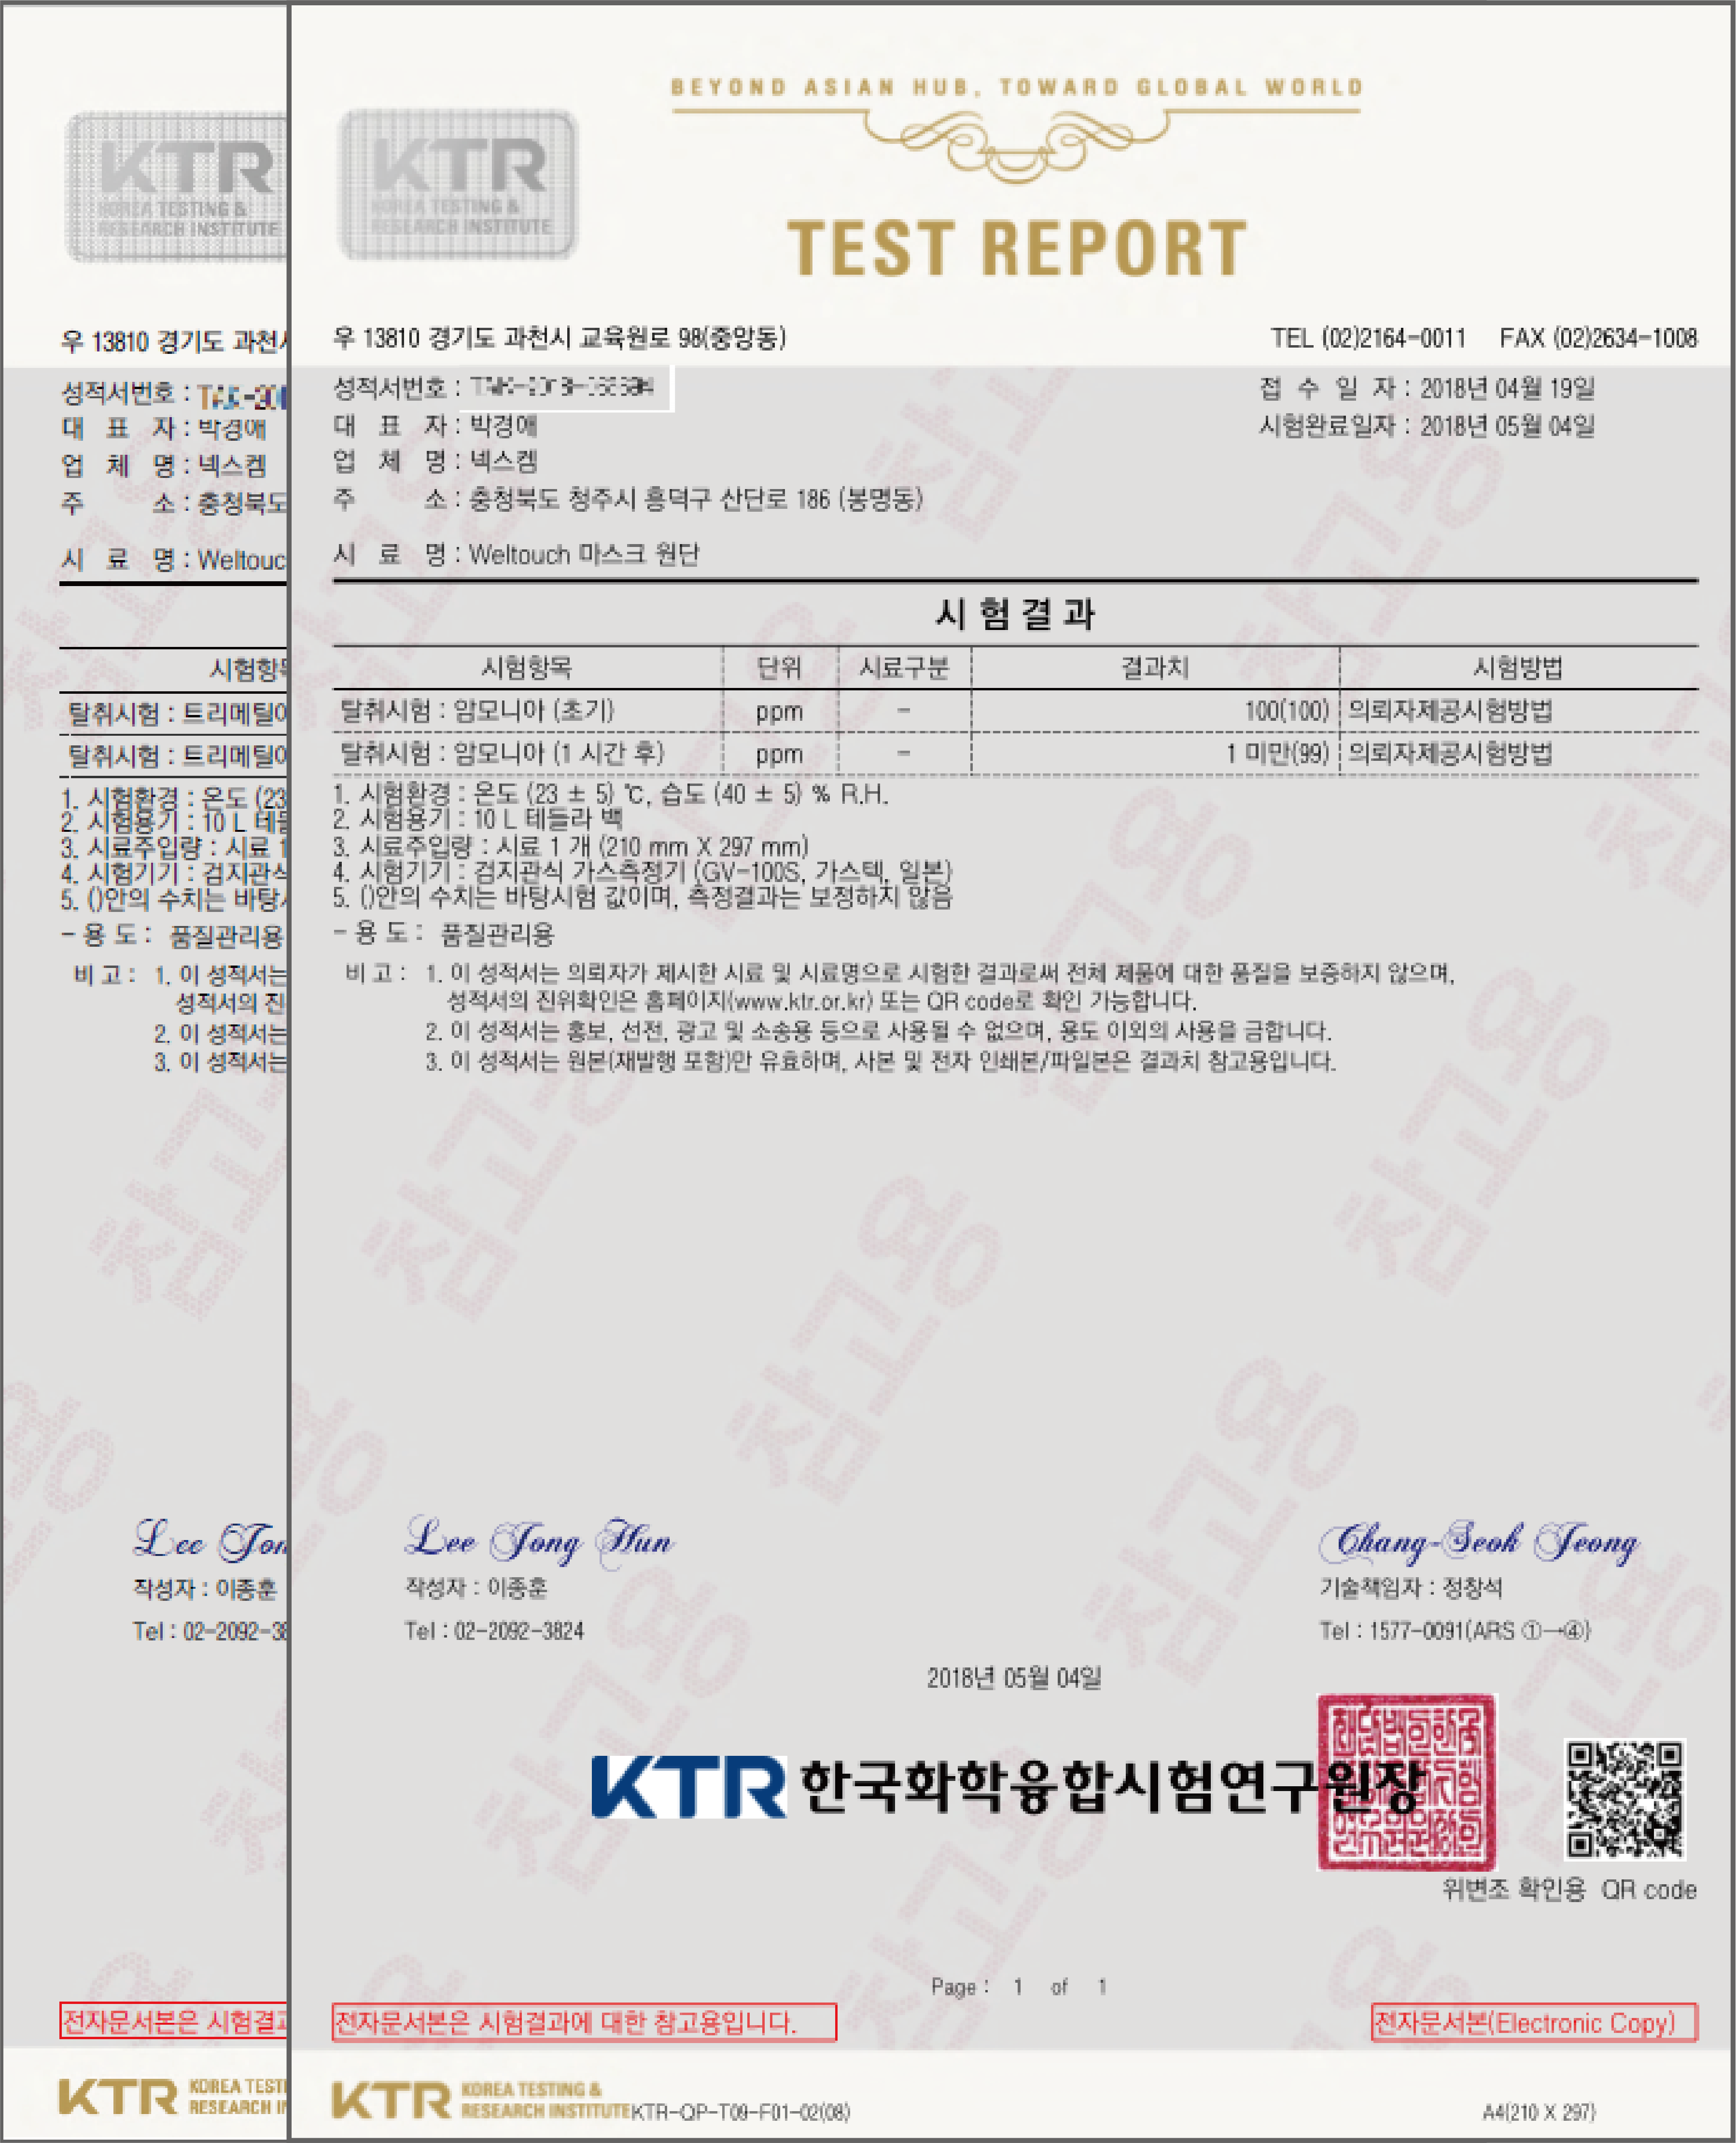 KTR
KOREA TESTING &
RESEARCH INSTITUTE
우 13810 경기도 과천시
성적서번호 :
대 표 자 : 박경애
업 체 명 : 넥스켐
주 소 : 충청북도
시 료 명 : Weltouc
시험항목
탈취시험 : 트리메틸아
탈취시험 : 트리메틸아
1. 시험환경 : 온도 (23
2. 시험용기 : 10 L 테들
3. 시료주입량 : 시료 1
4. 시험기기 : 검지관식
5. ()안의 수치는 바탕시
- 용 도 : 품질관리용
비 고 : 1. 이 성적서는
성적서의 진
2. 이 성적서는
3. 이 성적서는
Lee Jon
작성자 : 이종훈
Tel : 02-2092-38
전자문서본은 시험결과
KTR KOREA TESTI
RESEARCH IN
BEYOND ASIAN HUB, TOWARD GLOBAL WORLD
KTR
KOREA TESTING &
RESEARCH INSTITUTE
TEST REPORT
우 13810 경기도 과천시 교육원로 98(중앙동) TEL (02)2164-0011 FAX (02)2634-1008
성적서번호 : 접 수 일 자 : 2018년 04월 19일
대 표 자 : 박경애 시험완료일자 : 2018년 05월 04일
업 체 명 : 넥스켐
주 소 : 충청북도 청주시 흥덕구 산단로 186 (봉명동)
시 료 명 : Weltouch 마스크 원단
시 험 결 과
시험항목 단위 시료구분 결과치 시험방법
탈취시험 : 암모니아 (초기) ppm - 100(100) 의뢰자제공시험방법
탈취시험 : 암모니아 (1 시간 후) ppm - 1 미만(99) 의뢰자제공시험방법
1. 시험환경 : 온도 (23 ± 5) ℃, 습도 (40 ± 5) % R.H.
2. 시험용기 : 10 L 테들라 백
3. 시료주입량 : 시료 1 개 (210 mm X 297 mm)
4. 시험기기 : 검지관식 가스측정기 (GV-100S, 가스텍, 일본)
5. ()안의 수치는 바탕시험 값이며, 측정결과는 보정하지 않음
- 용 도 : 품질관리용
비 고 : 1. 이 성적서는 의뢰자가 제시한 시료 및 시료명으로 시험한 결과로써 전체 제품에 대한 품질을 보증하지 않으며,
성적서의 진위확인은 홈페이지(www.ktr.or.kr) 또는 QR code로 확인 가능합니다.
2. 이 성적서는 홍보, 선전, 광고 및 소송용 등으로 사용될 수 없으며, 용도 이외의 사용을 금합니다.
3. 이 성적서는 원본(재발행 포함)만 유효하며, 사본 및 전자 인쇄본/파일본은 결과치 참고용입니다.
참고용
Lee Jong Hun Chang-Seok Jeong
작성자 : 이종훈 기술책임자 : 정창석
Tel : 02-2092-3824 Tel : 1577-0091(ARS ①→④)
2018년 05월 04일
KTR 한국화학융합시험연구원장
위변조 확인용 QR code
Page : 1 of 1
전자문서본은 시험결과에 대한 참고용입니다. 전자문서본(Electronic Copy)
KTR KOREA TESTING &
RESEARCH INSTITUTE KTR-QP-T09-F01-02(08) A4(210 X 297)